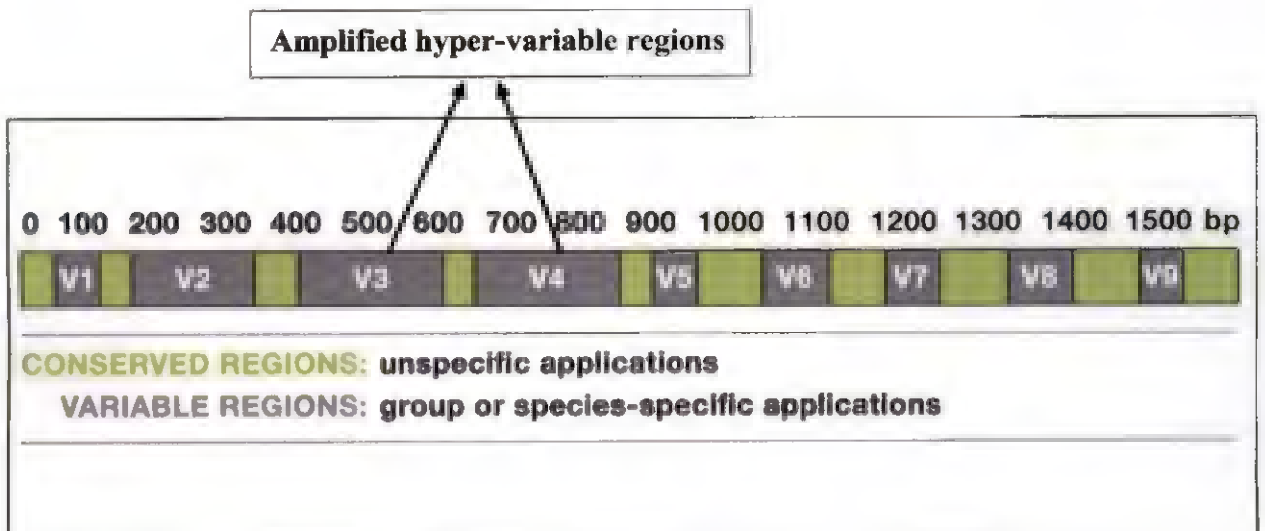 Amplified hyper-variable regions
0 100 200 300 400 500 600 700 800 900 1000 1100 1200 1300 1400 1500 bp
V1 V2 V3 V4 V5 V6 V7 V8 V9
CONSERVED REGIONS: unspecific applications
VARIABLE REGIONS: group or species-specific applications